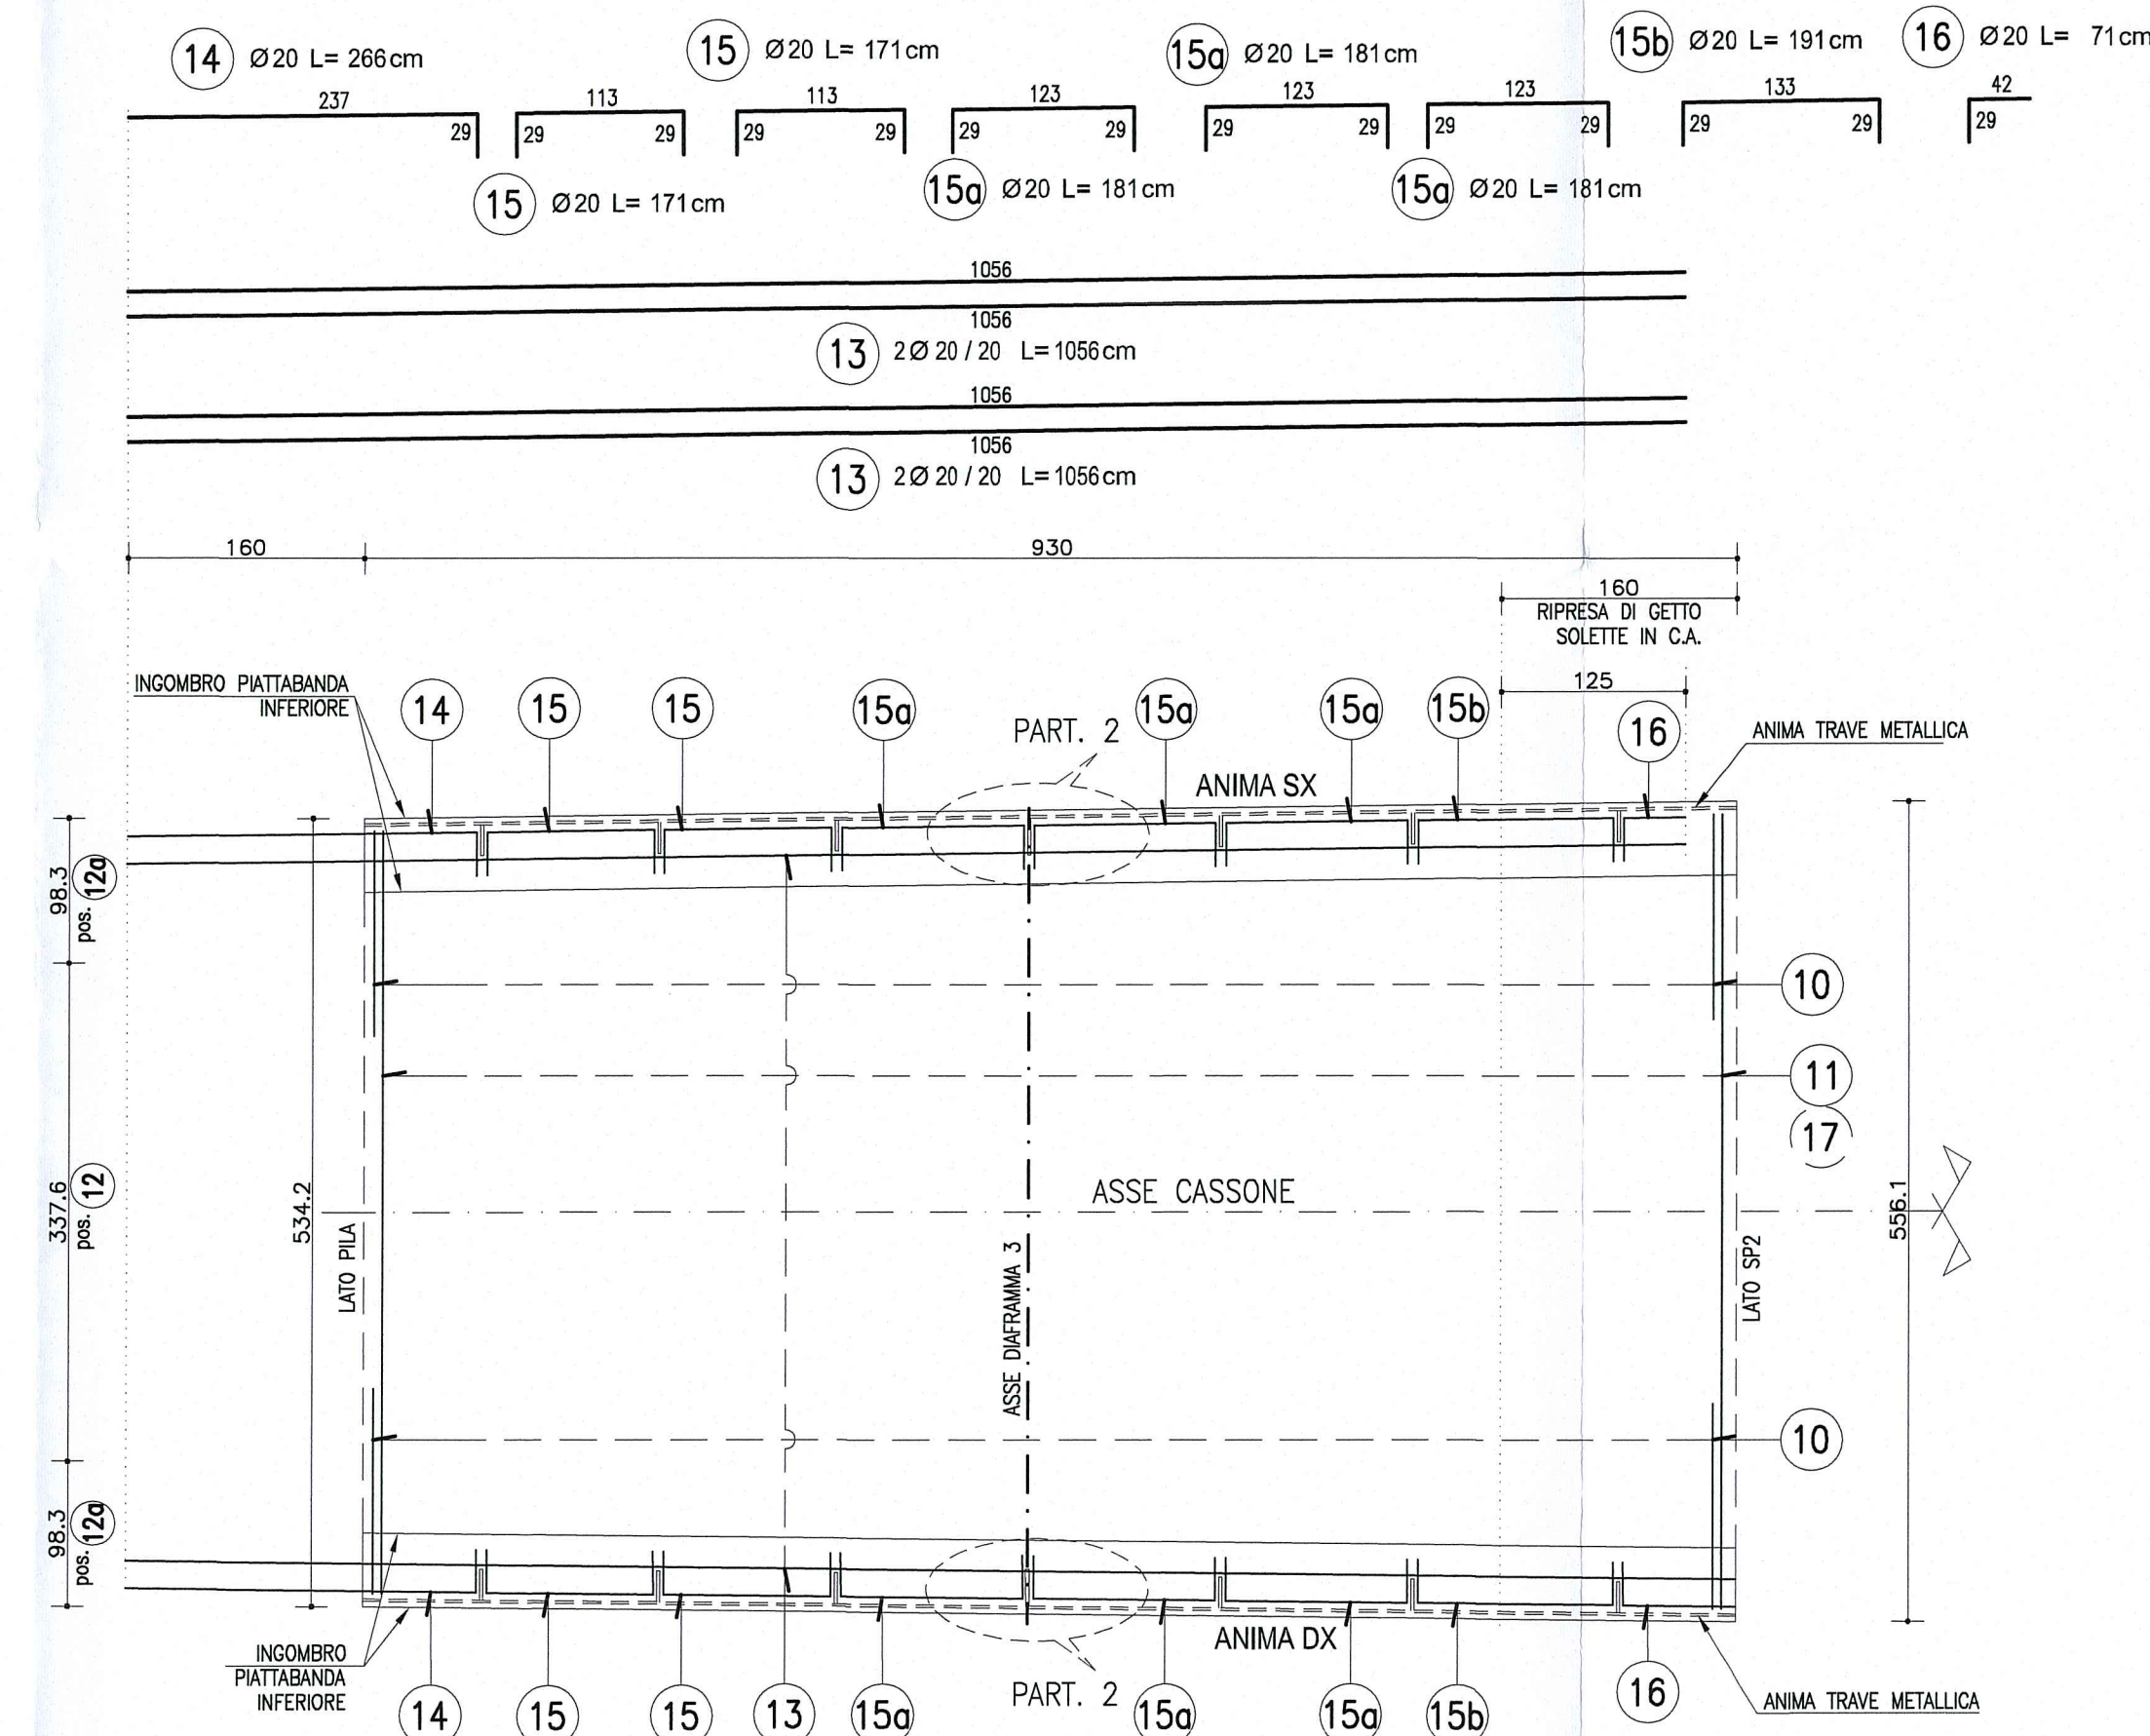 14 Ø20 L= 266cm
15 Ø20 L= 171cm
15a Ø20 L= 181cm
15b Ø20 L= 191cm
16 Ø20 L= 71cm
237
113
113
123
123
123
133
42
29
29
29
29
29
29
29
29
29
29
29
29
29
29
15 Ø20 L= 171cm
15a Ø20 L= 181cm
15a Ø20 L= 181cm
1056
1056
13 2Ø 20 / 20 L= 1056cm
1056
1056
13 2Ø 20 / 20 L= 1056cm
160
930
160
RIPRESA DI GETTO
SOLETTE IN C.A.
125
INGOMBRO PIATTABANDA
INFERIORE
14
15
15
15a
PART. 2
15a
15a
15b
16
ANIMA TRAVE METALLICA
ANIMA SX
98.3
pos. 12a
10
11
17
337.6
pos. 12
534.2
LATO PILA
ASSE CASSONE
ASSE DIAFRAMMA 3
LATO SP2
556.1
10
98.3
pos. 12a
INGOMBRO
PIATTABANDA
INFERIORE
ANIMA DX
14
15
15
13
15a
PART. 2
15a
15a
15b
16
ANIMA TRAVE METALLICA